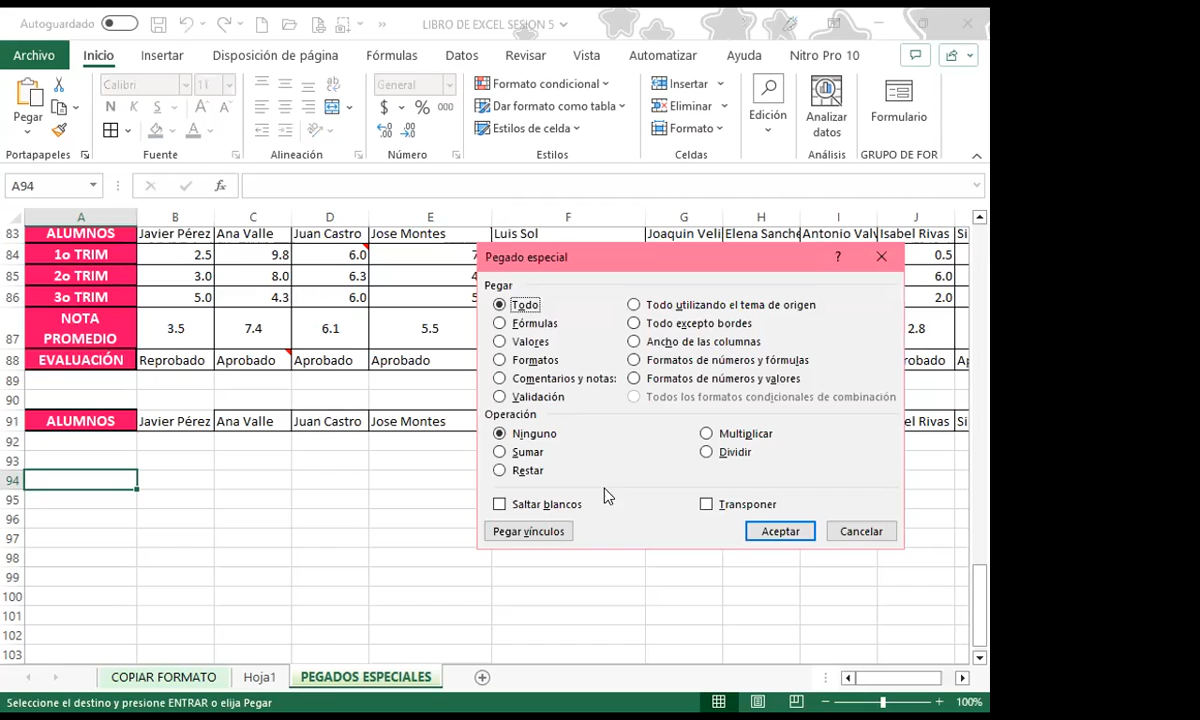 Autoguardado
LIBRO DE EXCEL SESION 5
Archivo Inicio Insertar Disposición de página Fórmulas Datos Revisar Vista Automatizar Ayuda Nitro Pro 10
Pegar
Calibri 11
N K S A A
A
General
$ % 000
Formato condicional
Dar formato como tabla
Estilos de celda
Insertar
Eliminar
Formato
Edición
Analizar
datos
Formulario
Portapapeles Fuente Alineación Número Estilos Celdas Análisis GRUPO DE FOR
A94 fx
A B C D E F G H I J
83 ALUMNOS Javier Pérez Ana Valle Juan Castro Jose Montes Luis Sol Joaquin Veli Elena Sanche Antonio Valv Isabel Rivas Si
84 1o TRIM 2.5 9.8 6.0 7 0.5
85 2o TRIM 3.0 8.0 6.3 4 6.0
86 3o TRIM 5.0 4.3 6.0 5 2.0
87 NOTA PROMEDIO 3.5 7.4 6.1 5.5 2.8
88 EVALUACIÓN Reprobado Aprobado Aprobado Aprobado obado Ap
89
90
91 ALUMNOS Javier Pérez Ana Valle Juan Castro Jose Montes el Rivas Si
92
93
94
95
96
97
98
99
100
101
102
103
Pegado especial ?
Pegar
Todo Todo utilizando el tema de origen
Fórmulas Todo excepto bordes
Valores Ancho de las columnas
Formatos Formatos de números y fórmulas
Comentarios y notas: Formatos de números y valores
Validación Todos los formatos condicionales de combinación
Operación
Ninguno Multiplicar
Sumar Dividir
Restar
Saltar blancos Transponer
Pegar vínculos Aceptar Cancelar
COPIAR FORMATO Hoja1 PEGADOS ESPECIALES
Seleccione el destino y presione ENTRAR o elija Pegar 100%